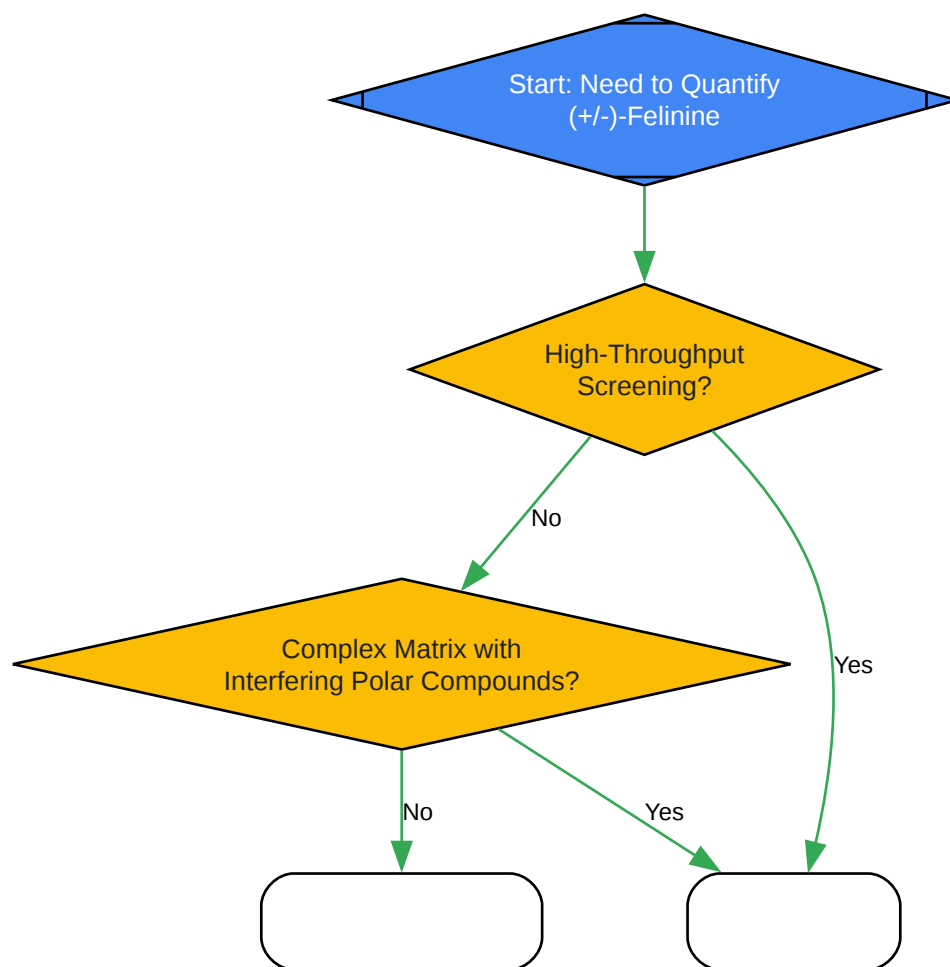 Start: Need to Quantify
(+/-)-Felinine
High-Throughput
Screening?
No
Complex Matrix with
Interfering Polar Compounds?
Yes
No
Yes